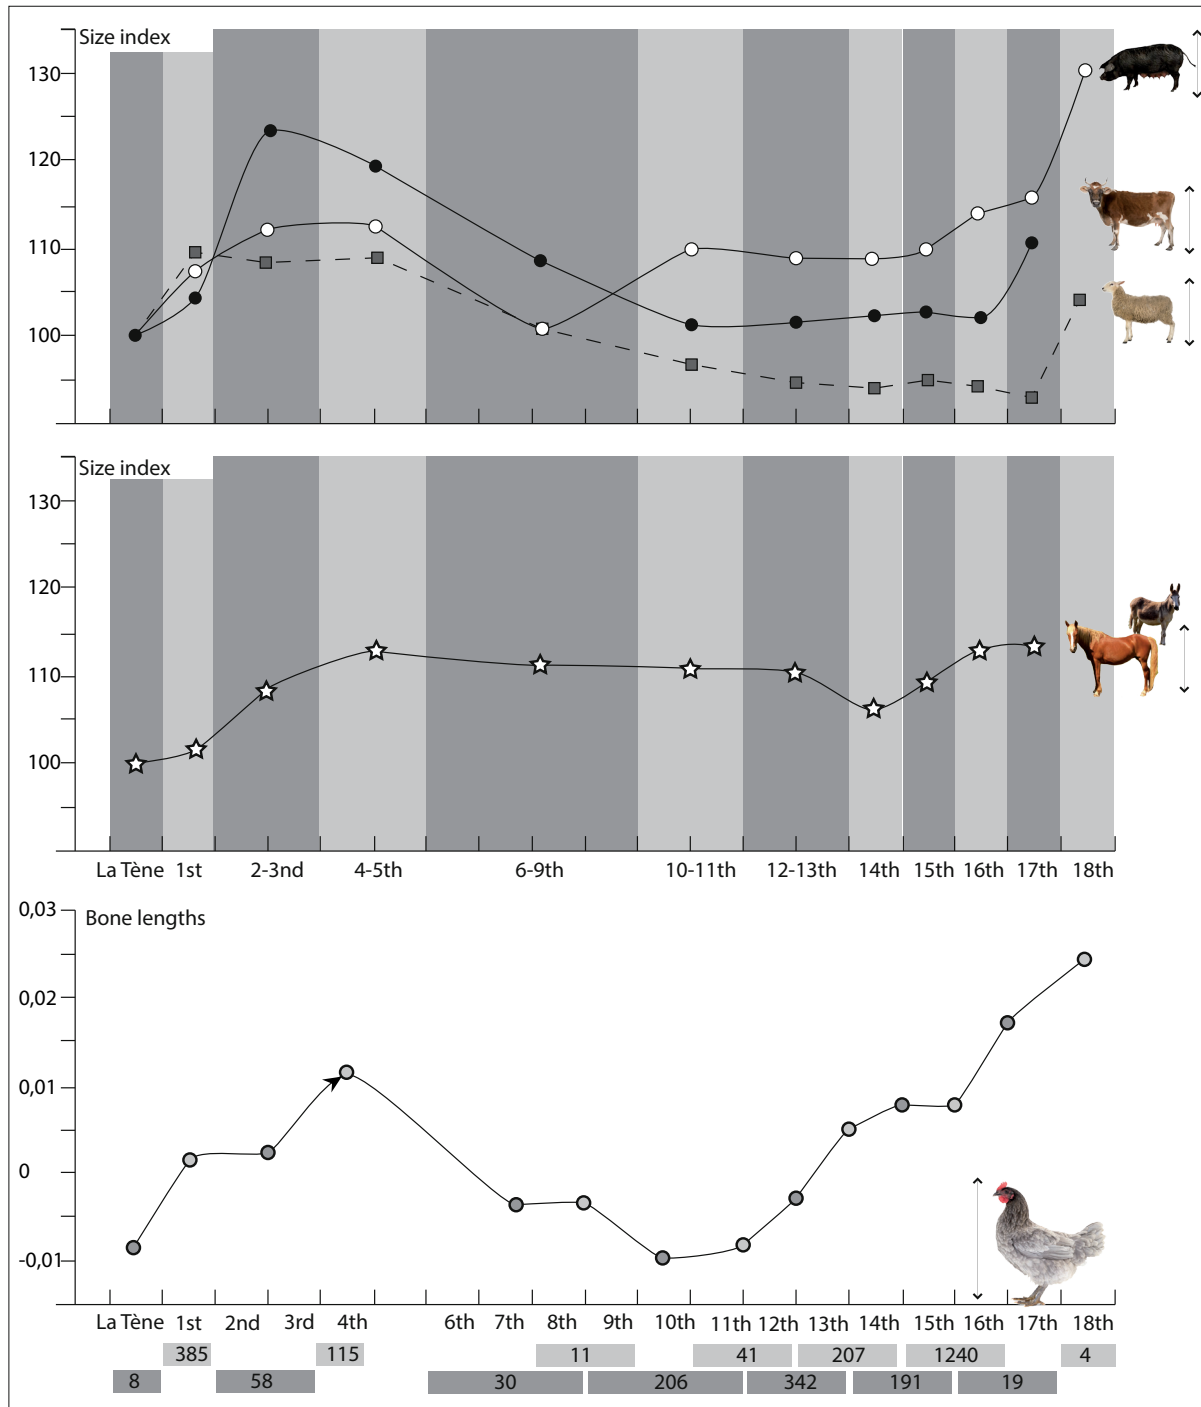 Size index
130
120
110
100
Size index
130
120
110
100
La Tène 1st 2-3nd 4-5th 6-9th 10-11th 12-13th 14th 15th 16th 17th 18th
0,03
Bone lengths
0,02
0,01
0
-0,01
La Tène 1st 2nd 3rd 4th 6th 7th 8th 9th 10th 11th 12th 13th 14th 15th 16th 17th 18th
385 115 11 41 207 1240 4
8 58 30 206 342 191 19